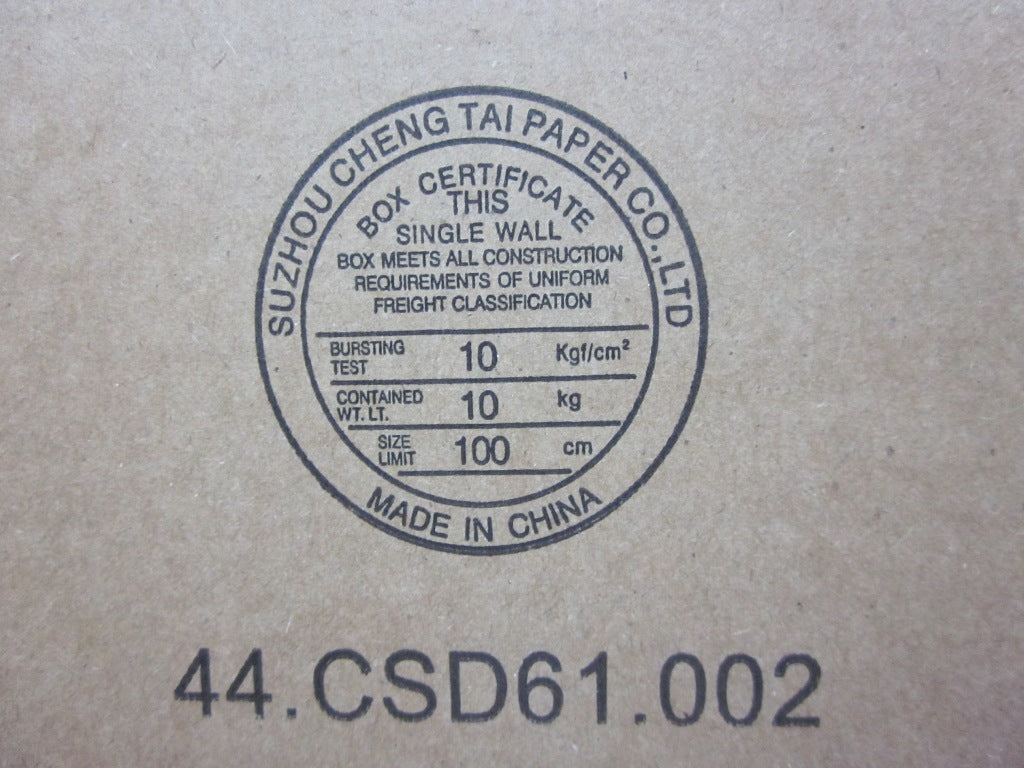 SUZHOU CHENG TAI PAPER CO.,LTD
BOX CERTIFICATE
THIS
SINGLE WALL
BOX MEETS ALL CONSTRUCTION
REQUIREMENTS OF UNIFORM
FREIGHT CLASSIFICATION
BURSTING TEST 10 Kgf/cm²
CONTAINED WT. LT. 10 kg
SIZE LIMIT 100 cm
MADE IN CHINA
44.CSD61.002